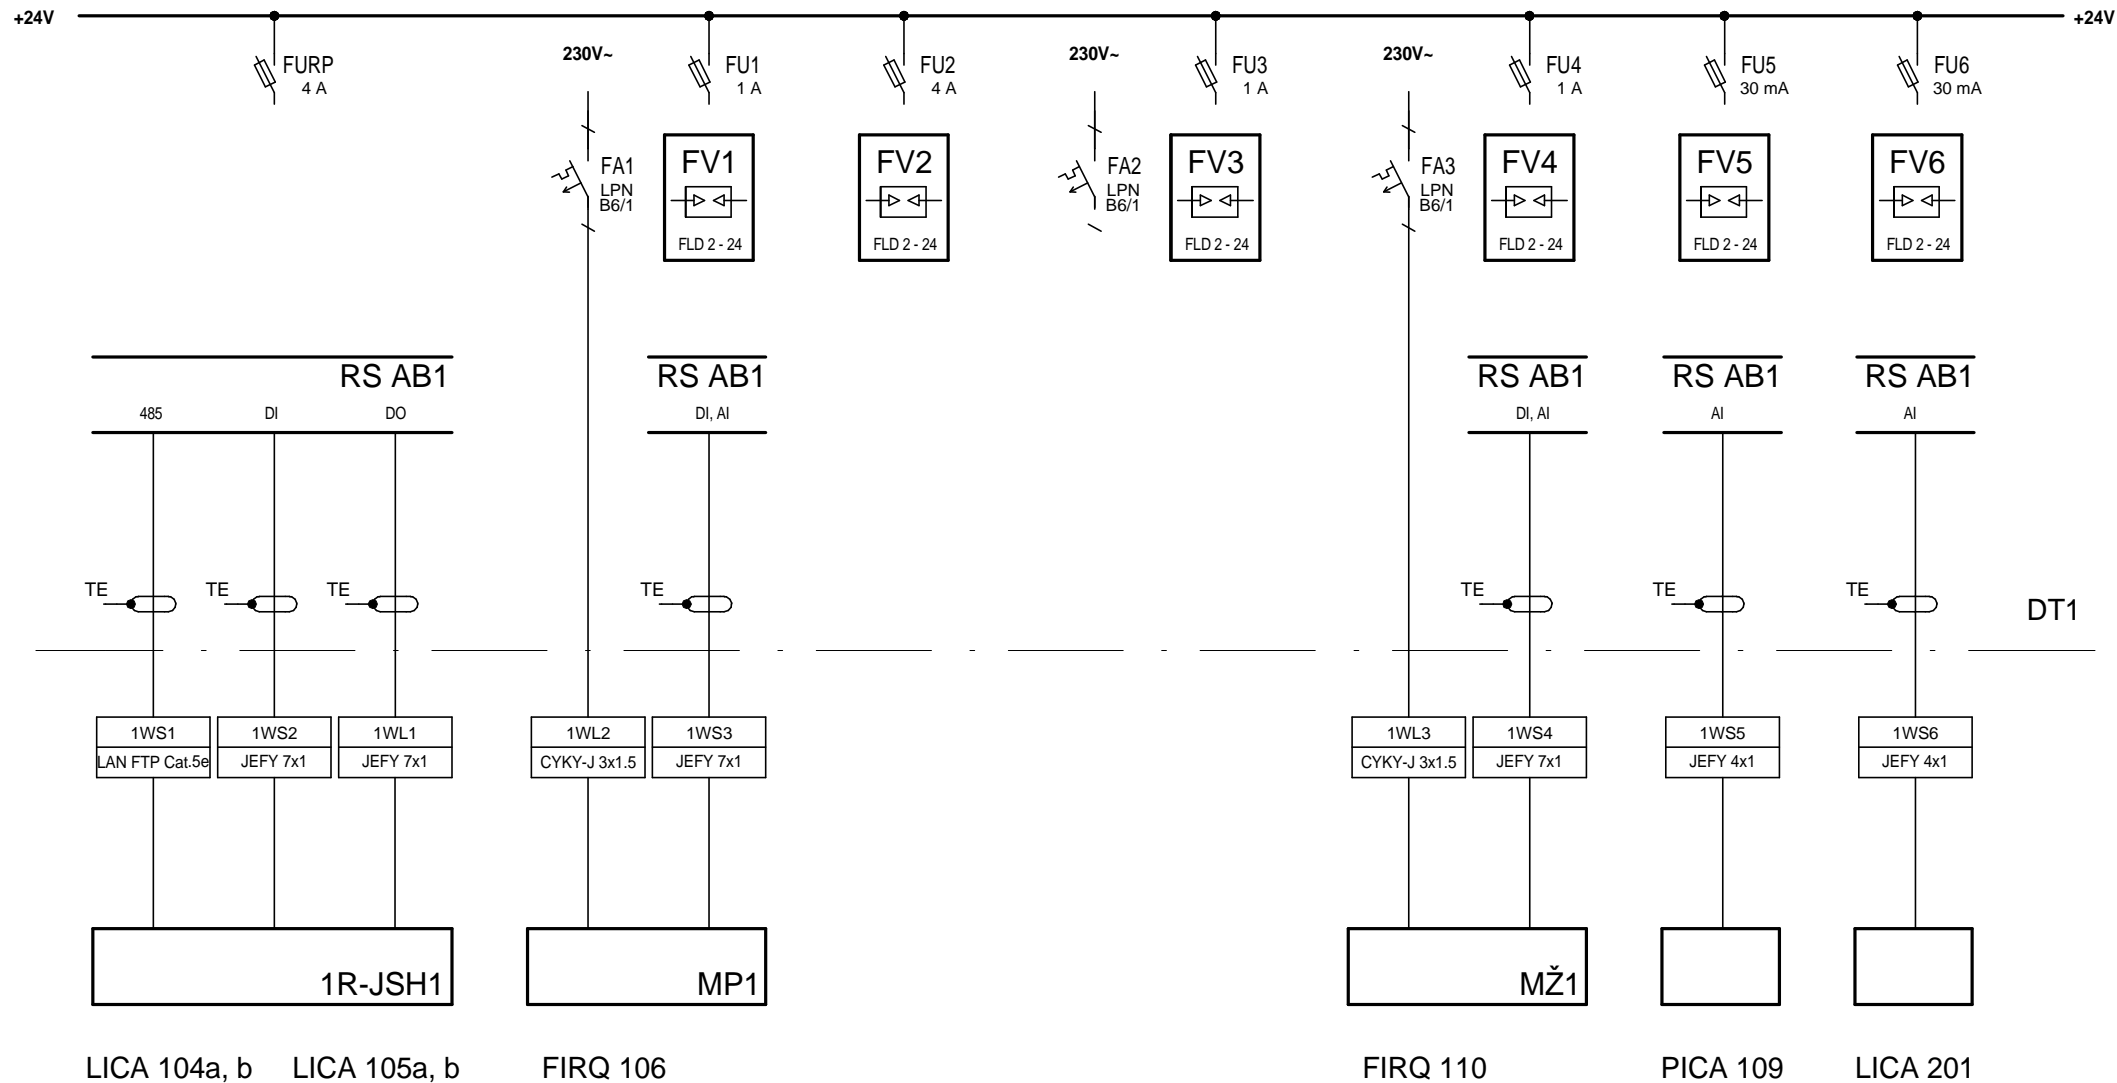 +24V
+24V
FURP
4 A
230V~
FU1
1 A
FU2
4 A
230V~
FU3
1 A
230V~
FU4
1 A
FU5
30 mA
FU6
30 mA
FA1
LPN
B6/1
FV1
FLD 2 - 24
FV2
FLD 2 - 24
FA2
LPN
B6/1
FV3
FLD 2 - 24
FA3
LPN
B6/1
FV4
FLD 2 - 24
FV5
FLD 2 - 24
FV6
FLD 2 - 24
RS AB1
485
DI
DO
RS AB1
DI, AI
RS AB1
DI, AI
RS AB1
AI
RS AB1
AI
TE
TE
TE
TE
TE
TE
TE
DT1
1WS1
LAN FTP Cat.5e
1WS2
JEFY 7x1
1WL1
JEFY 7x1
1WL2
CYKY-J 3x1.5
1WS3
JEFY 7x1
1WL3
CYKY-J 3x1.5
1WS4
JEFY 7x1
1WS5
JEFY 4x1
1WS6
JEFY 4x1
1R-JSH1
MP1
MŽ1
LICA 104a, b
LICA 105a, b
FIRQ 106
FIRQ 110
PICA 109
LICA 201